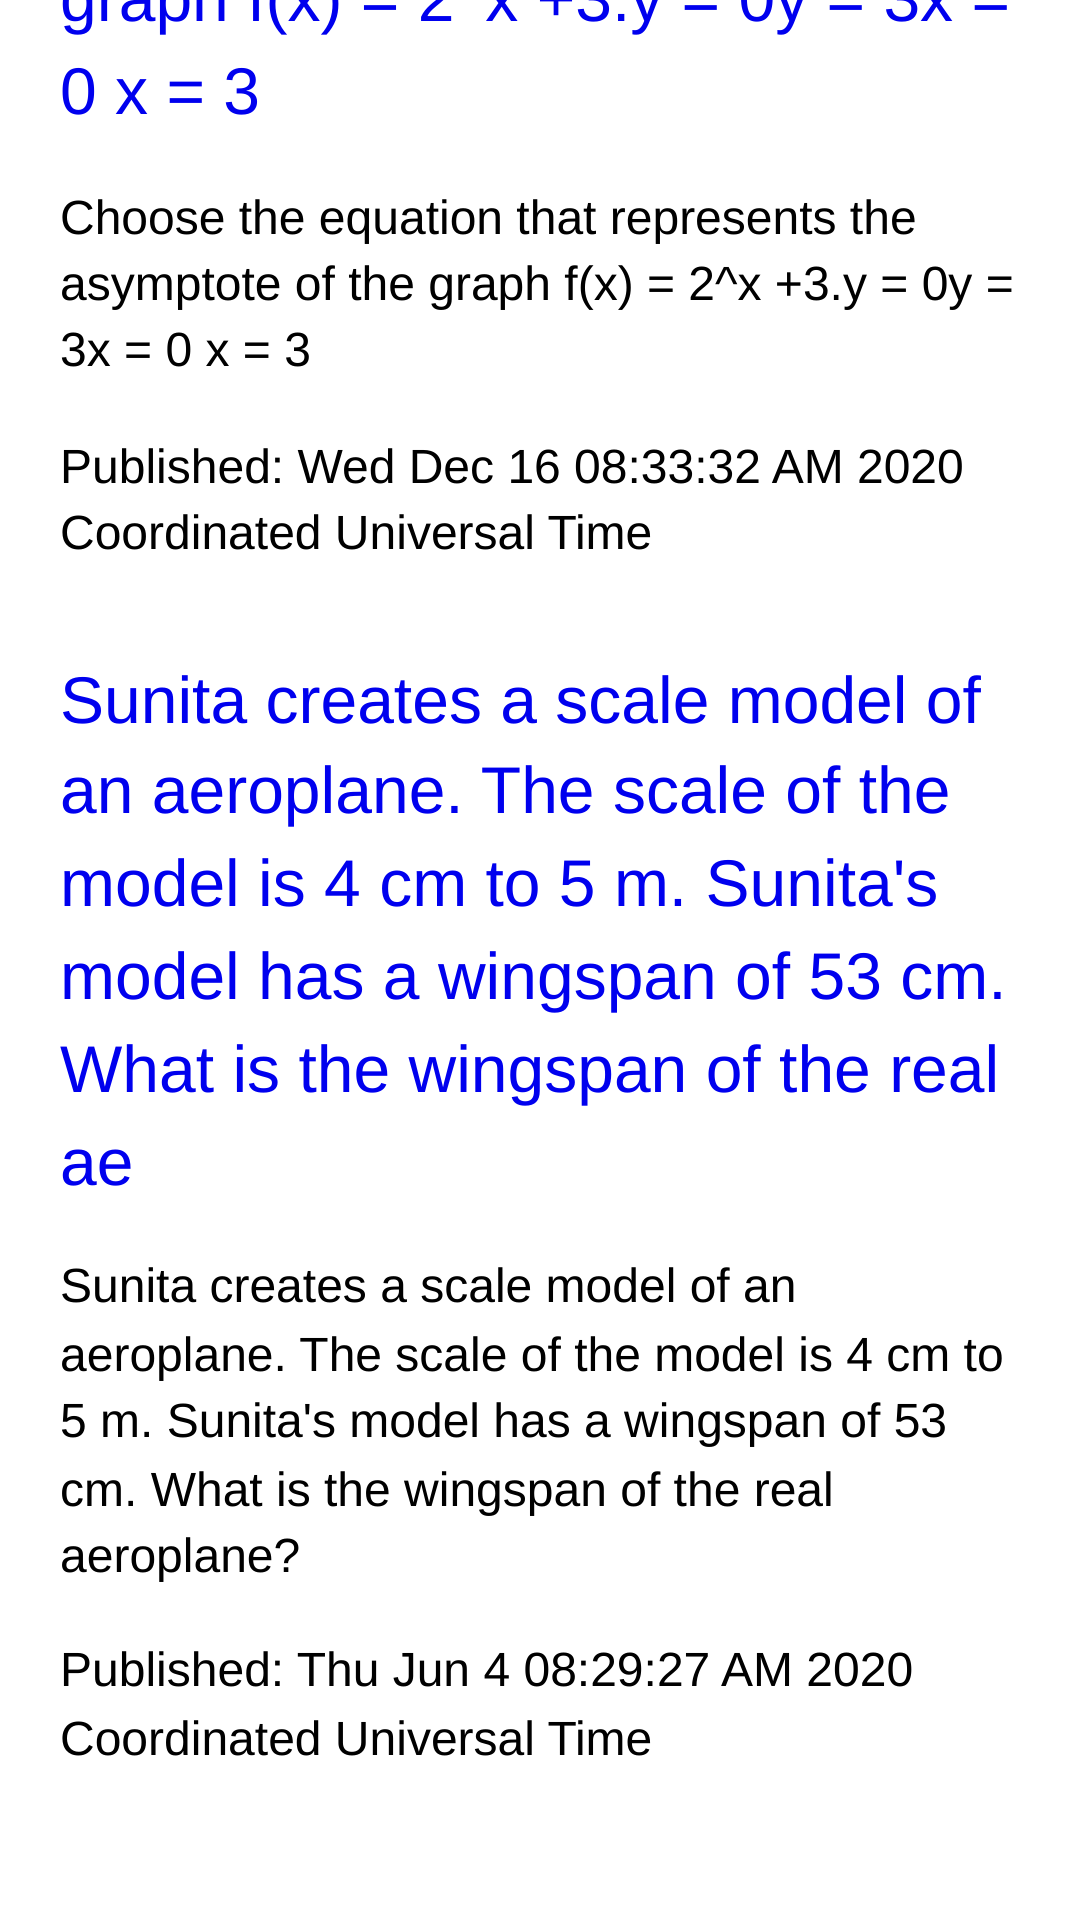 graph f(x) = 2^x +3.y = 0y = 3x =
0 x = 3
Choose the equation that represents the
asymptote of the graph f(x) = 2^x +3.y = 0y =
3x = 0 x = 3
Published: Wed Dec 16 08:33:32 AM 2020
Coordinated Universal Time
Sunita creates a scale model of
an aeroplane. The scale of the
model is 4 cm to 5 m. Sunita's
model has a wingspan of 53 cm.
What is the wingspan of the real
ae
Sunita creates a scale model of an
aeroplane. The scale of the model is 4 cm to
5 m. Sunita's model has a wingspan of 53
cm. What is the wingspan of the real
aeroplane?
Published: Thu Jun 4 08:29:27 AM 2020
Coordinated Universal Time